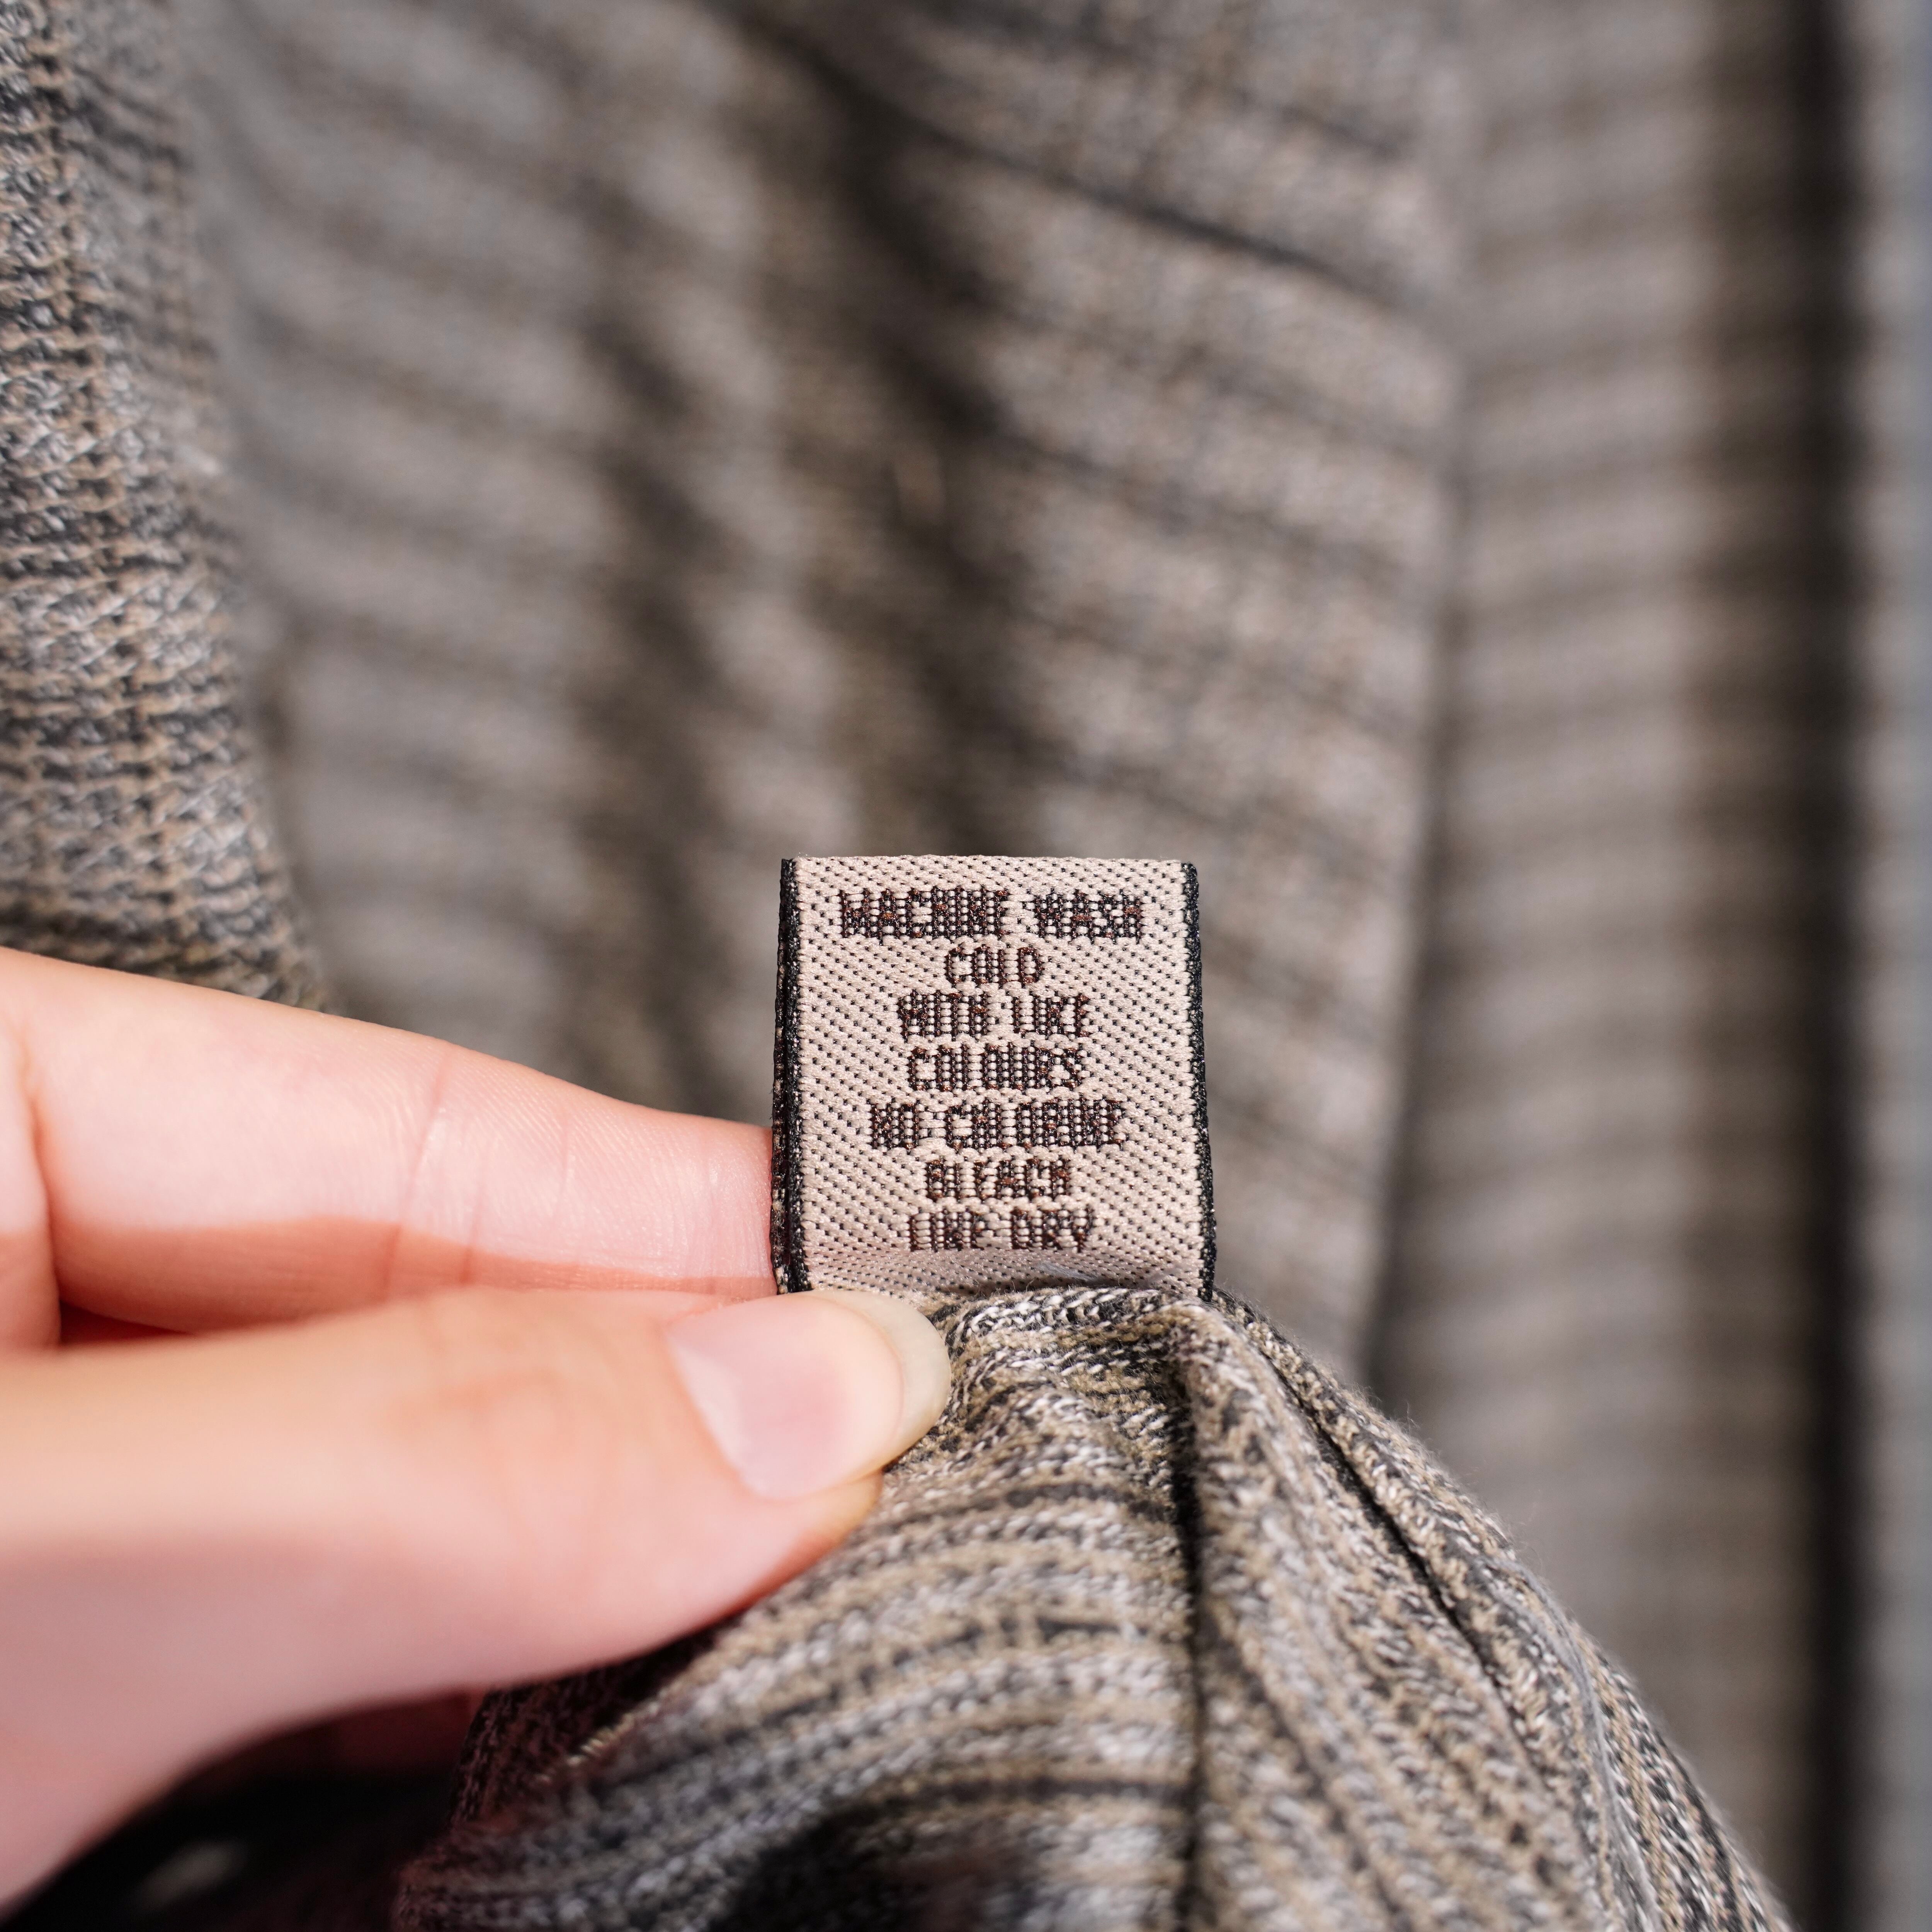 MACHINE WASH
COLD
WITH LIKE
COLOURS
NO CHLORINE
BLEACH
LINE DRY